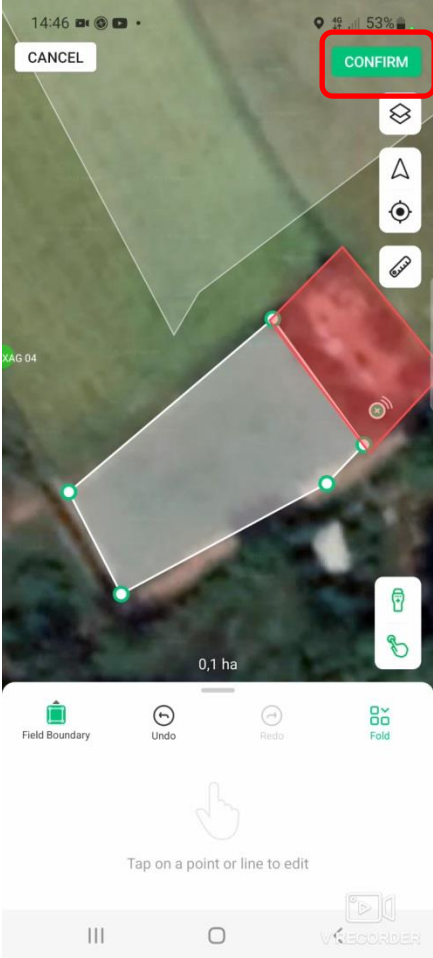 14:46
4G 53%
CANCEL
CONFIRM
XAG 04
0,1 ha
Field Boundary
Undo
Redo
Fold
Tap on a point or line to edit
V RECORDER